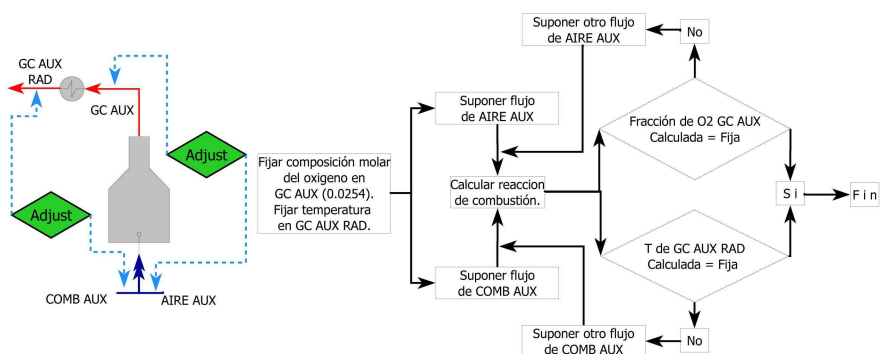 GC AUX
RAD
GC AUX
Adjust
Adjust
COMB AUX
AIRE AUX
Fijar composición molar
del oxigeno en
GC AUX (0.0254).
Fijar temperatura
en GC AUX RAD.
Suponer flujo
de AIRE AUX
Calcular reaccion
de combustión.
Suponer flujo
de COMB AUX
Suponer otro flujo
de AIRE AUX
No
Fracción de O2 GC AUX
Calculada = Fija
Si
Fin
T de GC AUX RAD
Calculada = Fija
Suponer otro flujo
de COMB AUX
No